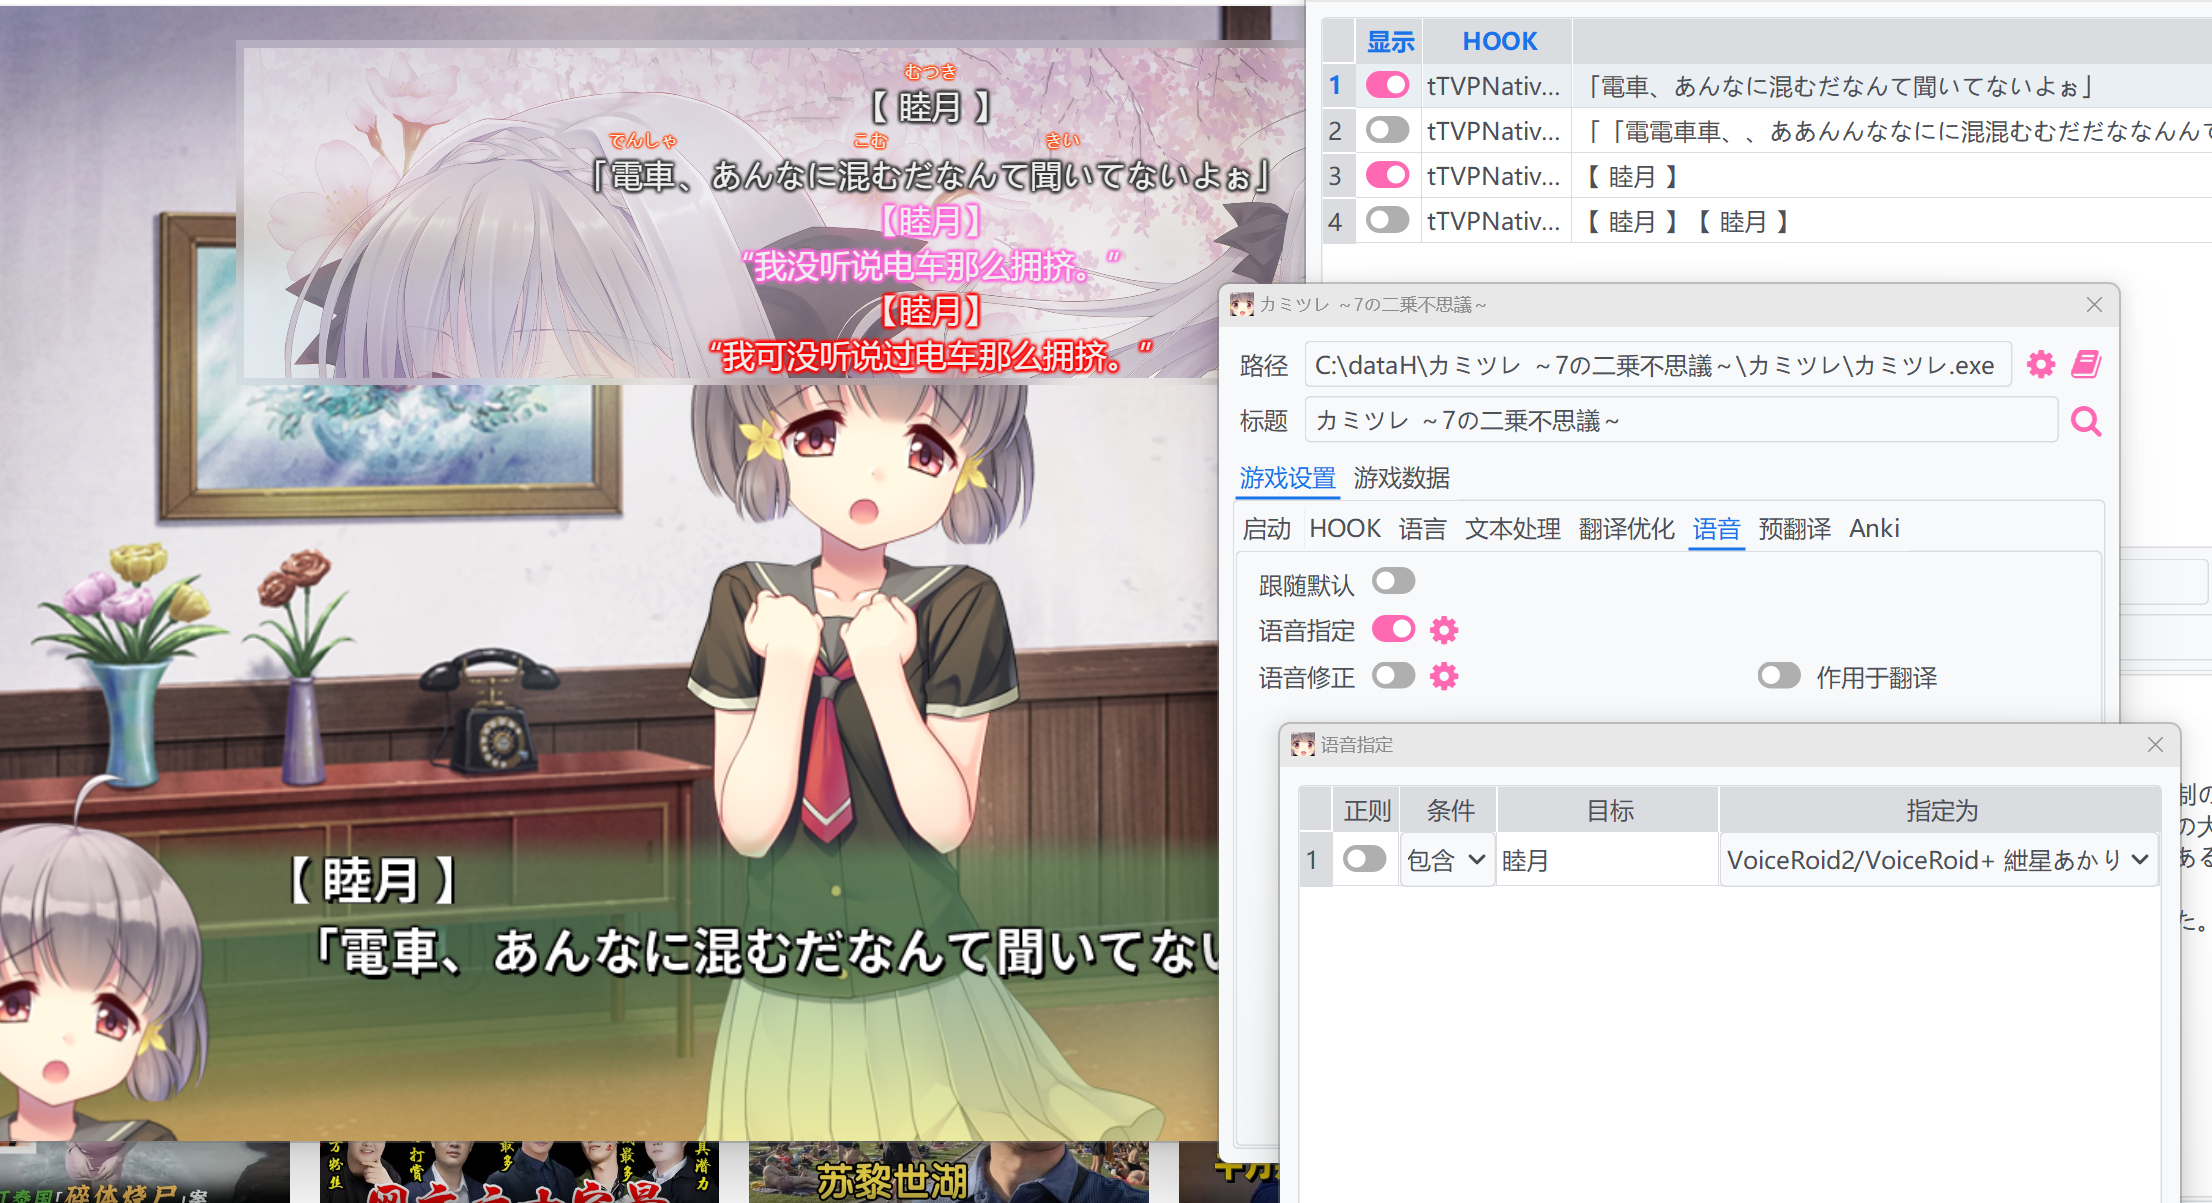 むつき
【 睦月 】
でんしゃ こむ きい
「電車、あんなに混むだなんて聞いてないよぉ」
【睦月】
“我没听说电车那么拥挤。”
【睦月】
“我可没听说过电车那么拥挤。”
【 睦月 】
「電車、あんなに混むだなんて聞いてない
显示 HOOK
1 tTVPNativ... 「電車、あんなに混むだなんて聞いてないよぉ」
2 tTVPNativ... 「「電電車車、、ああんんななにに混混むむだだななんんて
3 tTVPNativ... 【 睦月 】
4 tTVPNativ... 【 睦月 】【 睦月 】
カミツレ ～7の二乗不思議～
路径 C:\dataH\カミツレ ～7の二乗不思議～\カミツレ\カミツレ.exe
标题 カミツレ ～7の二乗不思議～
游戏设置 游戏数据
启动 HOOK 语言 文本处理 翻译优化 语音 预翻译 Anki
跟随默认
语音指定
语音修正 作用于翻译
语音指定
正则 条件 目标 指定为
1 包含 睦月 VoiceRoid2/VoiceRoid+ 紲星あかり
制の
の大
ある
た。
苏黎世湖